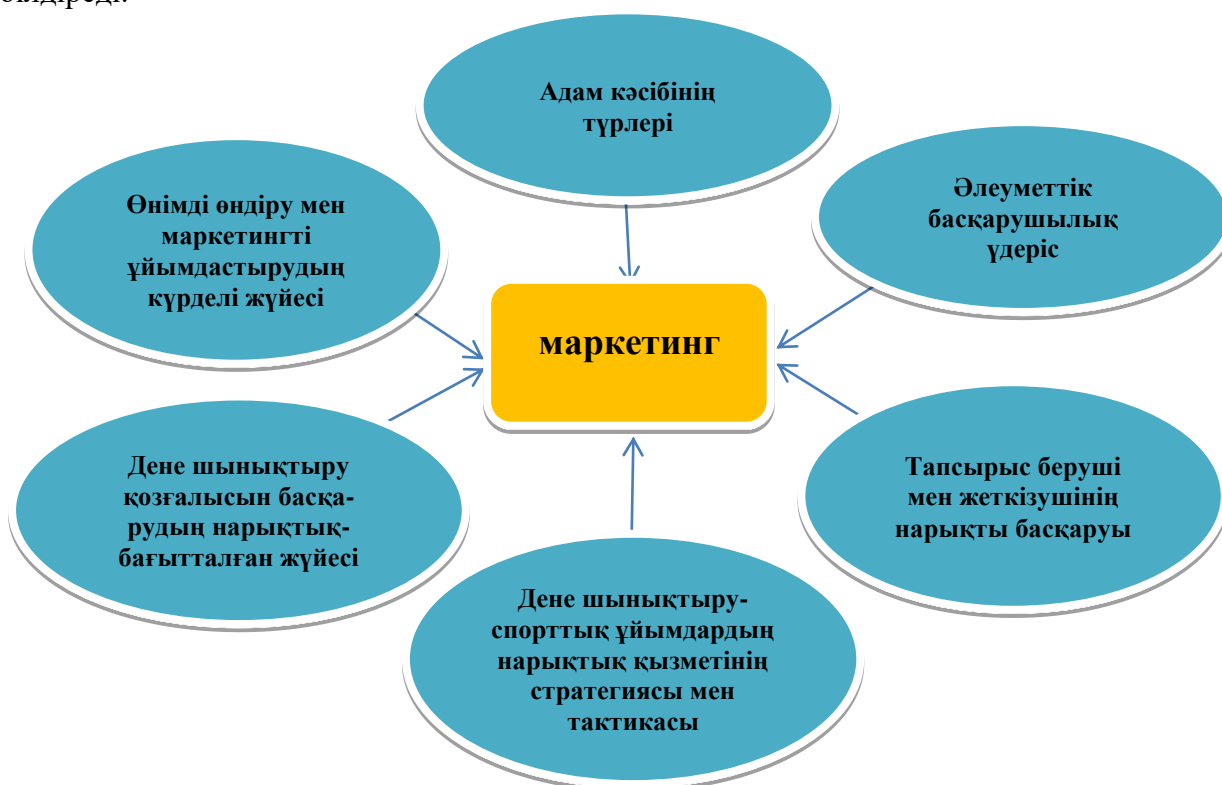 білдіреді.
Адам кәсібінің
түрлері
Әлеуметтік
басқарушылық
үдеріс
Өнімді өндіру мен
маркетингті
ұйымдастырудың
күрделі жүйесі
маркетинг
Тапсырыс беруші
мен жеткізушінің
нарықты басқаруы
Дене шынықтыру
қозғалысын басқа-
рудың нарықтық-
бағытталған жүйесі
Дене шынықтыру-
спорттық ұйымдардың
нарықтық қызметінің
стратегиясы мен
тактикасы